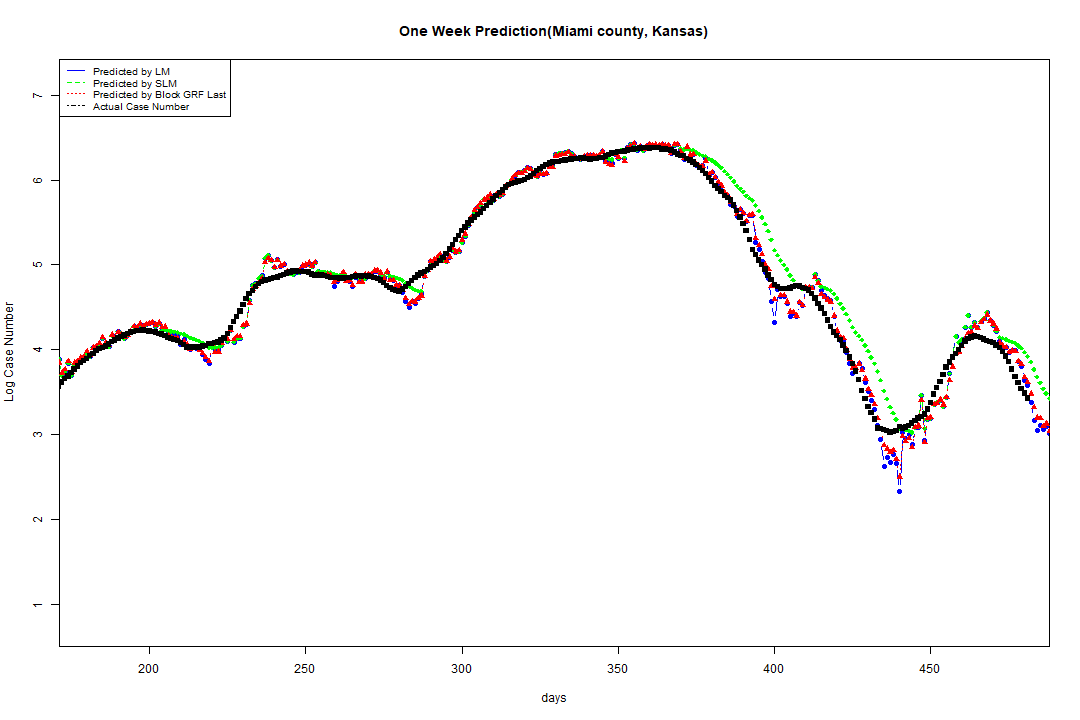 One Week Prediction(Miami county, Kansas)
Predicted by LM
Predicted by SLM
Predicted by Block GRF Last
Actual Case Number
7
6
5
4
3
2
1
Log Case Number
200 250 300 350 400 450
days